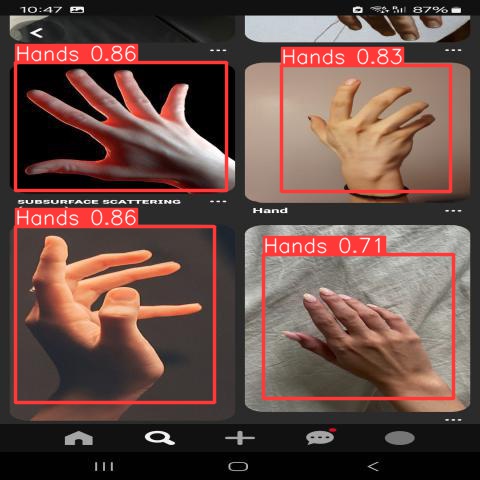 10:47
87%
Hands 0.86
Hands 0.83
SUBSURFACE SCATTERING
Hand
Hands 0.86
Hands 0.71